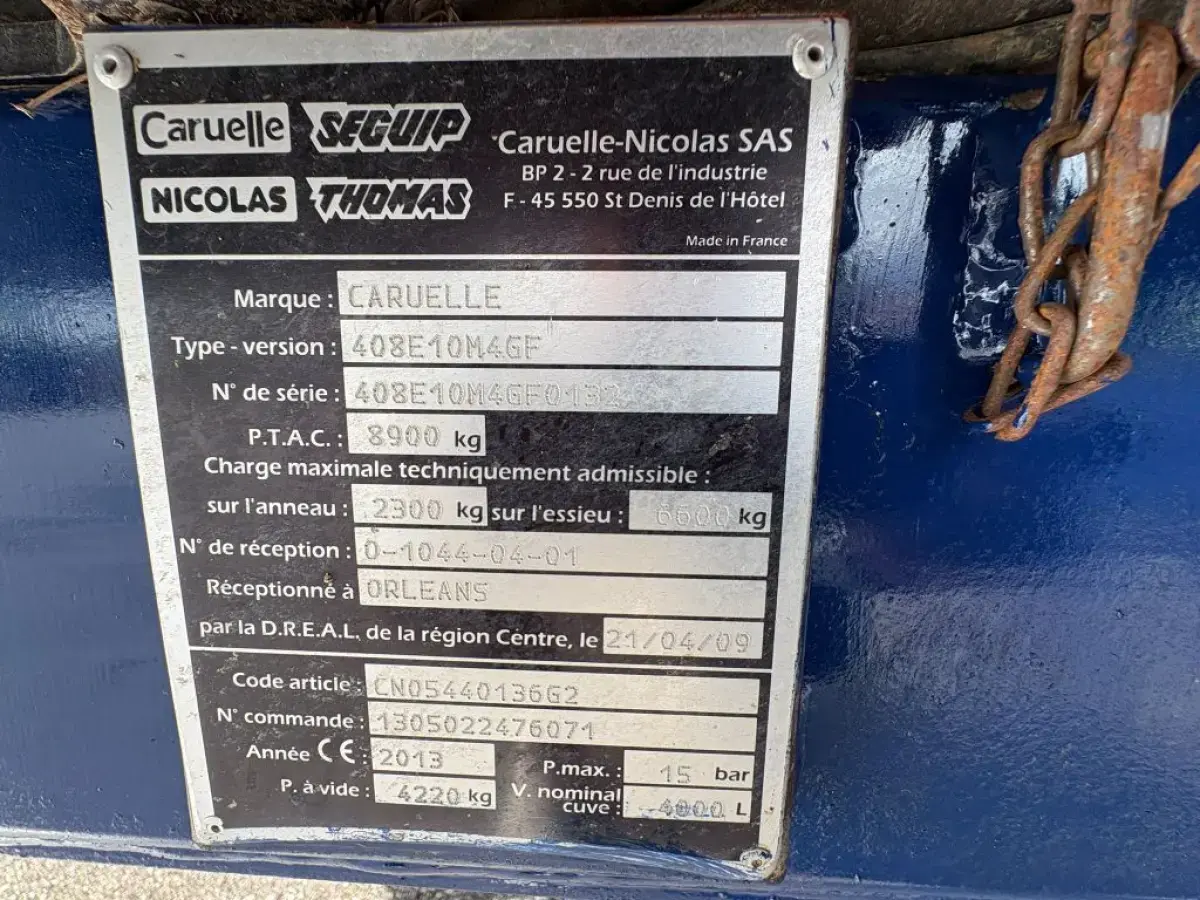 Caruelle SEGUIP
NICOLAS THOMAS
Caruelle-Nicolas SAS
BP 2 - 2 rue de l'industrie
F - 45 550 St Denis de l'Hôtel
Made in France
Marque : CARUELLE
Type - version : 408E10M4GF
N° de série : 408E10M4GF0132
P.T.A.C. : 8900 kg
Charge maximale techniquement admissible :
sur l'anneau : 2300 kg sur l'essieu : 6600 kg
N° de réception : 0-1044-04-01
Réceptionné à ORLEANS
par la D.R.E.A.L. de la région Centre, le 21/04/09
Code article : CN05440136G2
N° commande : 1305022476071
Année CE : 2013
P. à vide : 4220 kg
P.max. : 15 bar
V. nominal
cuve : 4000 L